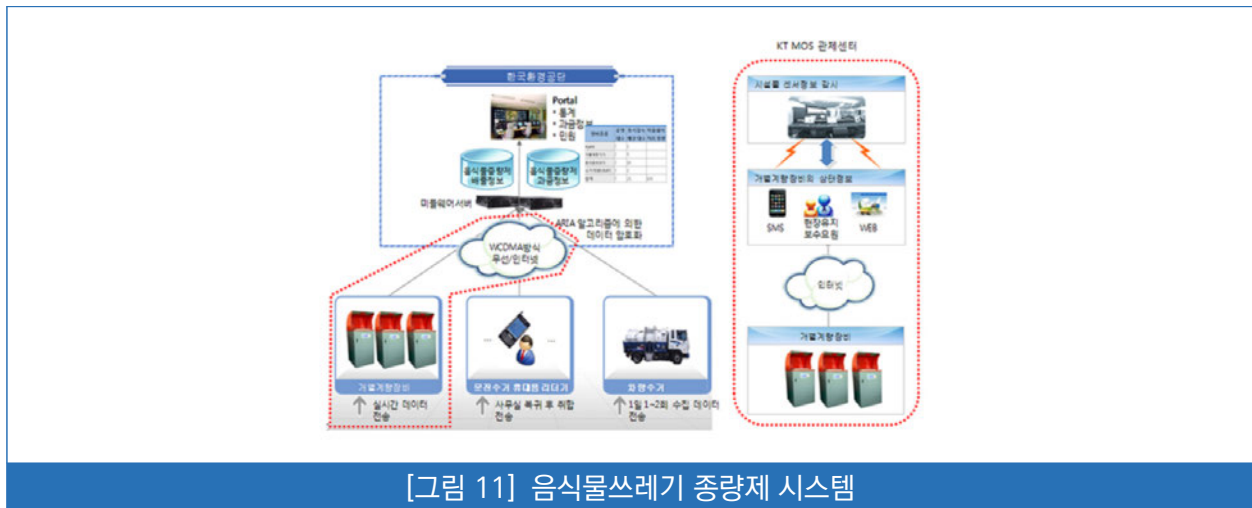 KT MOS 관제센터
한국환경공단
Portal
• 통계
• 과금정보
• 민원
음식물종량제
배출정보
음식물종량제
과금정보
미들웨어서버
ARIA 알고리즘에 의한
데이터 암호화
WCDMA방식
무선/인터넷
개별계량장비
실시간 데이터
전송
문전수거 휴대용 리더기
사무실 복귀 후 취합
전송
차량수거
1일 1~2회 수집 데이터
전송
시설물 센서정보 감시
개별계량장비의 상단정보
SMS
현장유지
보수요원
WEB
인터넷
개별계량장비
[그림 11] 음식물쓰레기 종량제 시스템